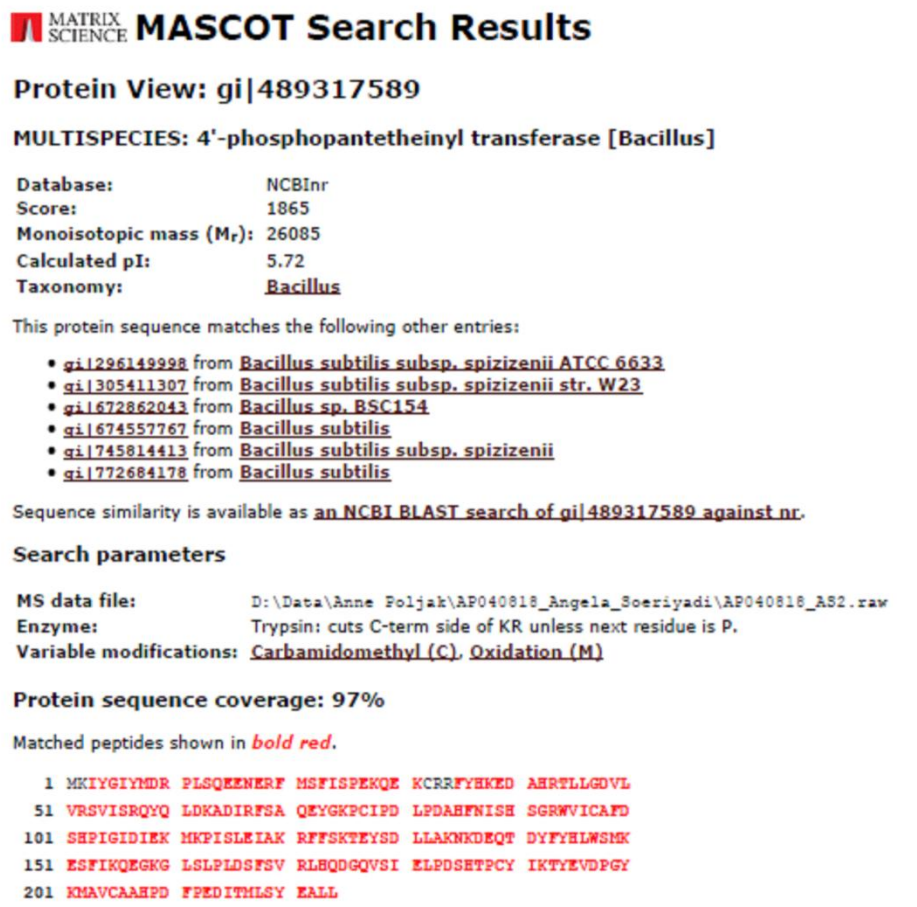 MATRIX SCIENCE MASCOT Search Results
Protein View: gi|489317589
MULTISPECIES: 4'-phosphopantetheinyl transferase [Bacillus]
Database: NCBInr
Score: 1865
Monoisotopic mass (Mr): 26085
Calculated pI: 5.72
Taxonomy: Bacillus
This protein sequence matches the following other entries:
• gi|296149998 from Bacillus subtilis subsp. spizizenii ATCC 6633
• gi|305411307 from Bacillus subtilis subsp. spizizenii str. W23
• gi|672862043 from Bacillus sp. BSC154
• gi|674557767 from Bacillus subtilis
• gi|745814413 from Bacillus subtilis subsp. spizizenii
• gi|772684178 from Bacillus subtilis
Sequence similarity is available as an NCBI BLAST search of gi|489317589 against nr.
Search parameters
MS data file: D:\Data\Anne Poljak\AP040818_Angela_Soeriyadi\AP040818_AS2.raw
Enzyme: Trypsin: cuts C-term side of KR unless next residue is P.
Variable modifications: Carbamidomethyl (C), Oxidation (M)
Protein sequence coverage: 97%
Matched peptides shown in bold red.
1 MKIYGIYMDR PLSQEENERF MSFISPEKQE KCRRFYHKED AHRTLLGDVL
51 VRSVISRQYQ LDKADIRFSA QEYGKPCIPD LPDAHFNISH SGRWVICAFD
101 SHPIGIDIEK MKPISLEIAK RFFSKTEYSD LLAKNKDEQT DYFYHLWSMK
151 ESFIKQEGKG LSLPLDSFSV RLHQDGQVSI ELPDSHTPCY IKTYEVDPGY
201 KMAVCAAHPD FPEDITMLSY EALL